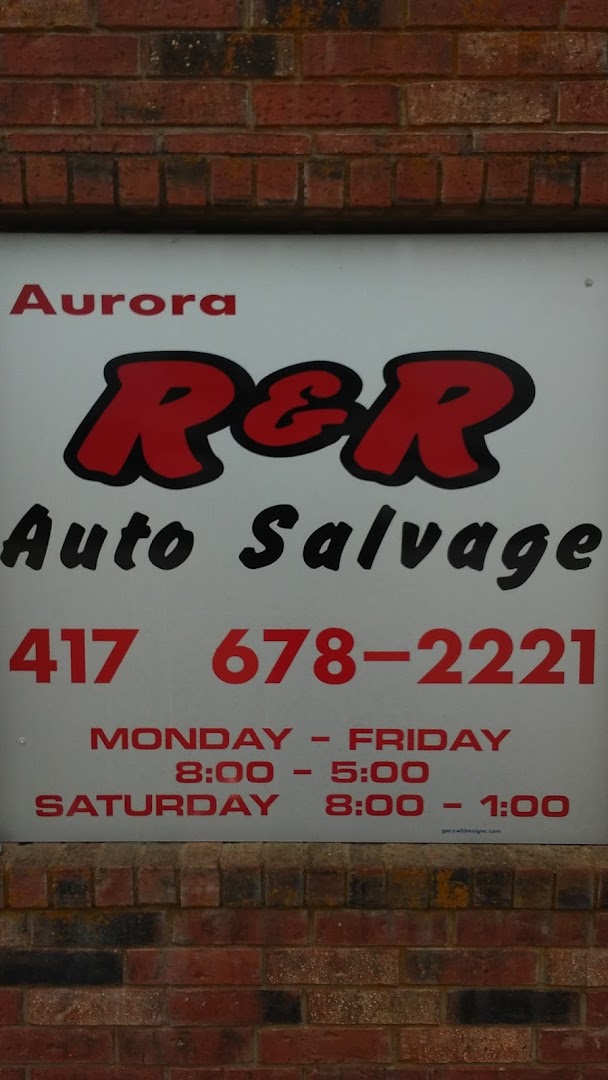 Aurora
R&R
Auto Salvage
417 678-2221
MONDAY - FRIDAY
8:00 - 5:00
SATURDAY 8:00 - 1:00